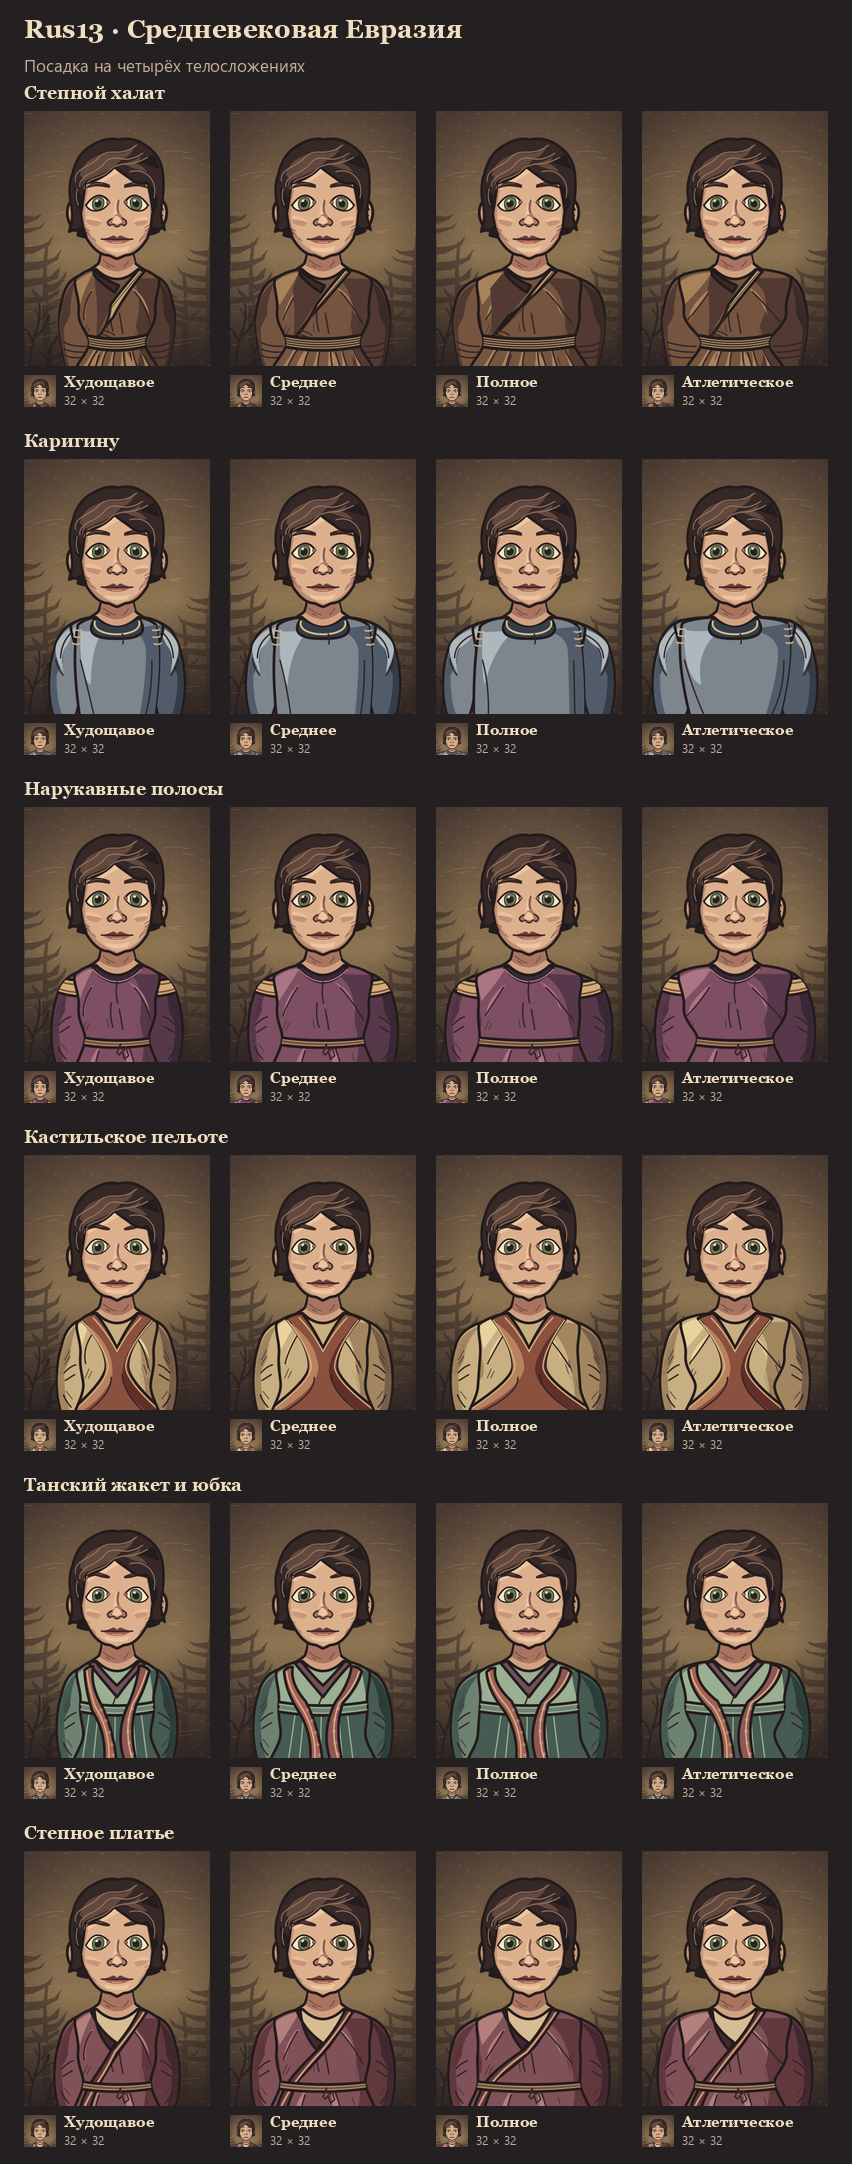 Rus13 · Средневековая Евразия
Посадка на четырёх телосложениях
Степной халат
Худощавое
32 × 32
Среднее
32 × 32
Полное
32 × 32
Атлетическое
32 × 32
Каригину
Худощавое
32 × 32
Среднее
32 × 32
Полное
32 × 32
Атлетическое
32 × 32
Нарукавные полосы
Худощавое
32 × 32
Среднее
32 × 32
Полное
32 × 32
Атлетическое
32 × 32
Кастильское пельоте
Худощавое
32 × 32
Среднее
32 × 32
Полное
32 × 32
Атлетическое
32 × 32
Танский жакет и юбка
Худощавое
32 × 32
Среднее
32 × 32
Полное
32 × 32
Атлетическое
32 × 32
Степное платье
Худощавое
32 × 32
Среднее
32 × 32
Полное
32 × 32
Атлетическое
32 × 32